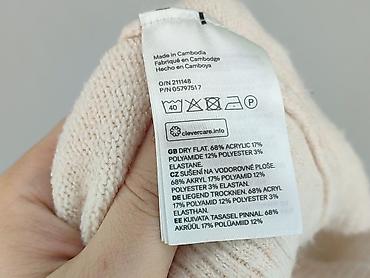 Made in Cambodia
Fabriqué en Cambodge
Hecho en Camboya
O/N 211148
P/N 05797517
40
P
clevercare.info
GB DRY FLAT. 68% ACRYLIC 17%
POLYAMIDE 12% POLYESTER 3%
ELASTANE.
CZ SUŠENÍ NA VODOROVNÉ PLOŠE.
68% AKRYL 17% POLYAMID 12%
POLYESTER 3% ELASTAN.
DE LIEGEND TROCKNEN. 68% ACRYL
17% POLYAMID 12% POLYESTER 3%
ELASTHAN.
EE KUIVATA TASASEL PINNAL. 68%
AKRÜÜL 17% POLÜAMIID 12%